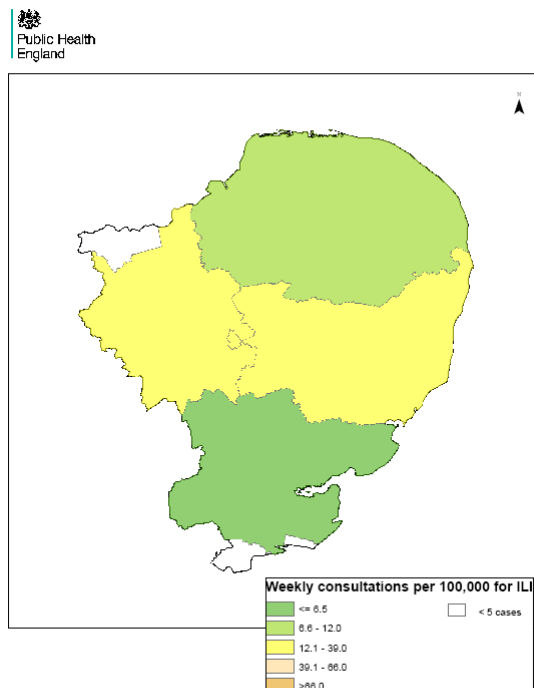 Public Health
England
N
Weekly consultations per 100,000 for ILI
<= 6.5
< 5 cases
6.6 - 12.0
12.1 - 39.0
39.1 - 66.0
>66.0